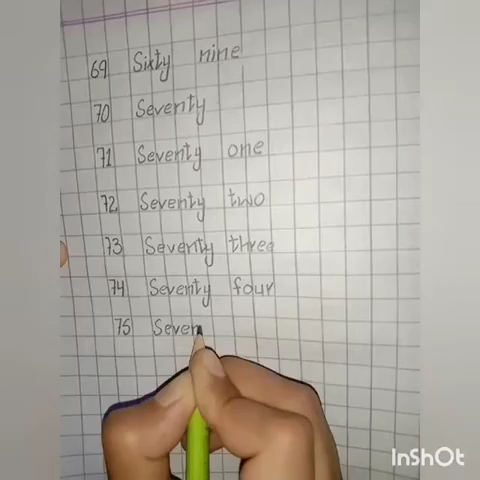 69 Sixty nine
70 Seventy
71 Seventy one
72 Seventy two
73 Seventy three
74 Seventy four
75 Seven
InShOt